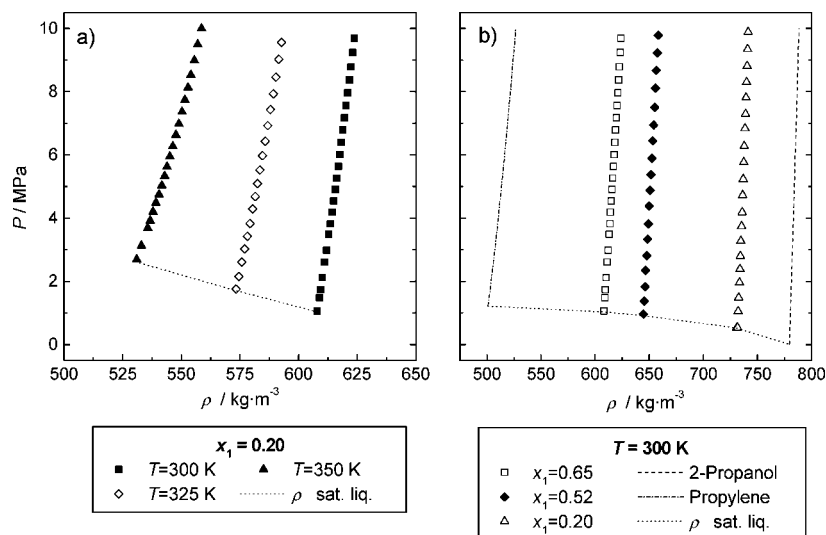 a)
P / MPa
10
8
6
4
2
0
500 525 550 575 600 625 650
ρ / kg·m⁻³
x₁ = 0.20
T=300 K
T=350 K
T=325 K
ρ sat. liq.
b)
500 550 600 650 700 750 800
ρ / kg·m⁻³
T = 300 K
x₁=0.65
2-Propanol
x₁=0.52
Propylene
x₁=0.20
ρ sat. liq.